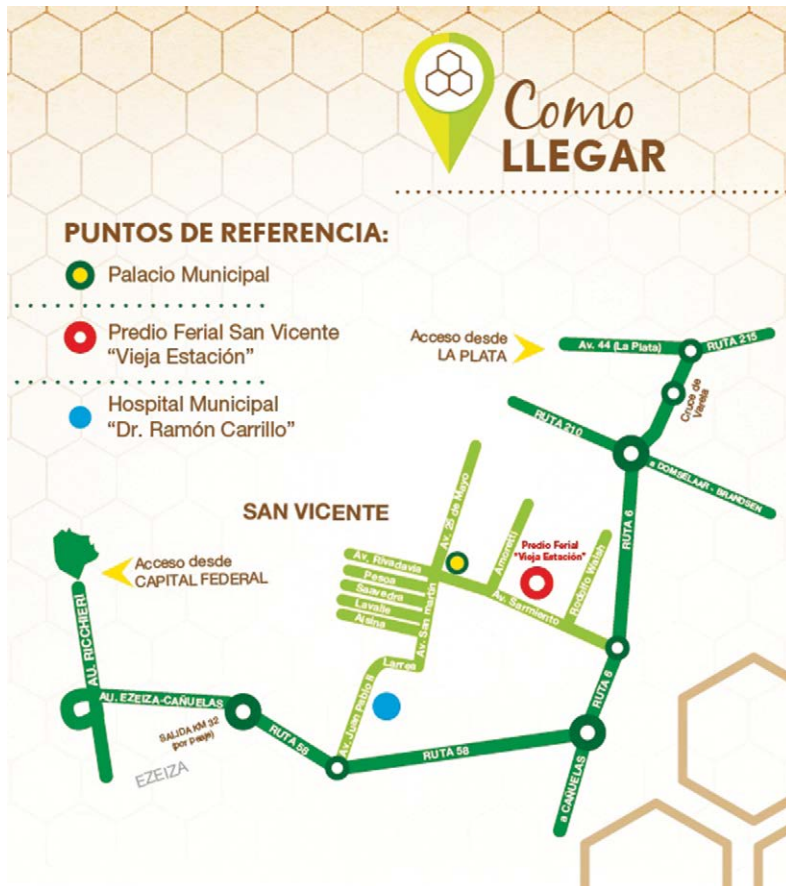 Como
LLEGAR
PUNTOS DE REFERENCIA:
Palacio Municipal
Predio Ferial San Vicente
“Vieja Estación”
Hospital Municipal
“Dr. Ramón Carrillo”
Acceso desde
LA PLATA
Av. 44 (La Plata)
RUTA 215
Cruce de
Varela
RUTA 210
a DOMSELAAR - BRANDSEN
RUTA 6
SAN VICENTE
Av. 25 de Mayo
Amoretti
Predio Ferial
"Vieja Estación"
Rodolfo Walsh
Acceso desde
CAPITAL FEDERAL
Av. Rivadavia
Pesoa
Saavedra
Lavalle
Alsina
Av. San martin
Av. Sarmiento
Larrea
Av. Juan Pablo II
AU. RICCHIERI
AU. EZEIZA-CAÑUELAS
SALIDA KM 32
(por peaje)
EZEIZA
RUTA 58
RUTA 58
RUTA 6
a CAÑUELAS